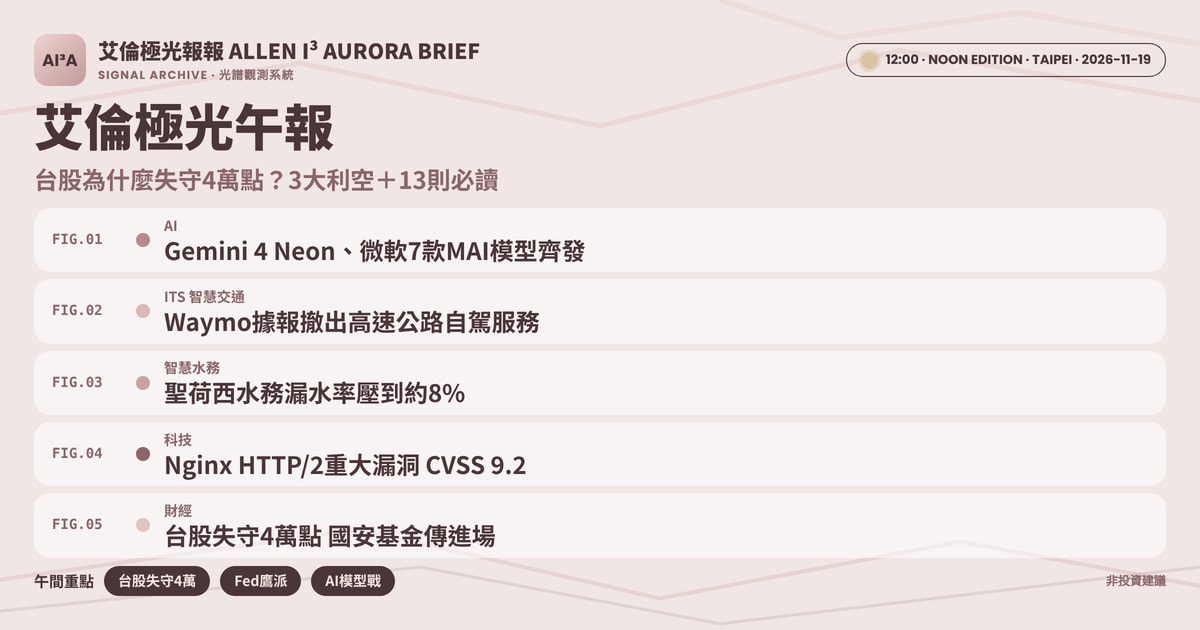 AI³A
艾倫極光報報 ALLEN I³ AURORA BRIEF
SIGNAL ARCHIVE · 光譜觀測系統
12:00 · NOON EDITION · TAIPEI · 2026-11-19
艾倫極光午報
台股為什麼失守4萬點？3大利空＋13則必讀
FIG.01
AI
Gemini 4 Neon、微軟7款MAI模型齊發
FIG.02
ITS 智慧交通
Waymo據報撤出高速公路自駕服務
FIG.03
智慧水務
聖荷西水務漏水率壓到約8%
FIG.04
科技
Nginx HTTP/2重大漏洞 CVSS 9.2
FIG.05
財經
台股失守4萬點 國安基金傳進場
午間重點
台股失守4萬
Fed鷹派
AI模型戰
非投資建議